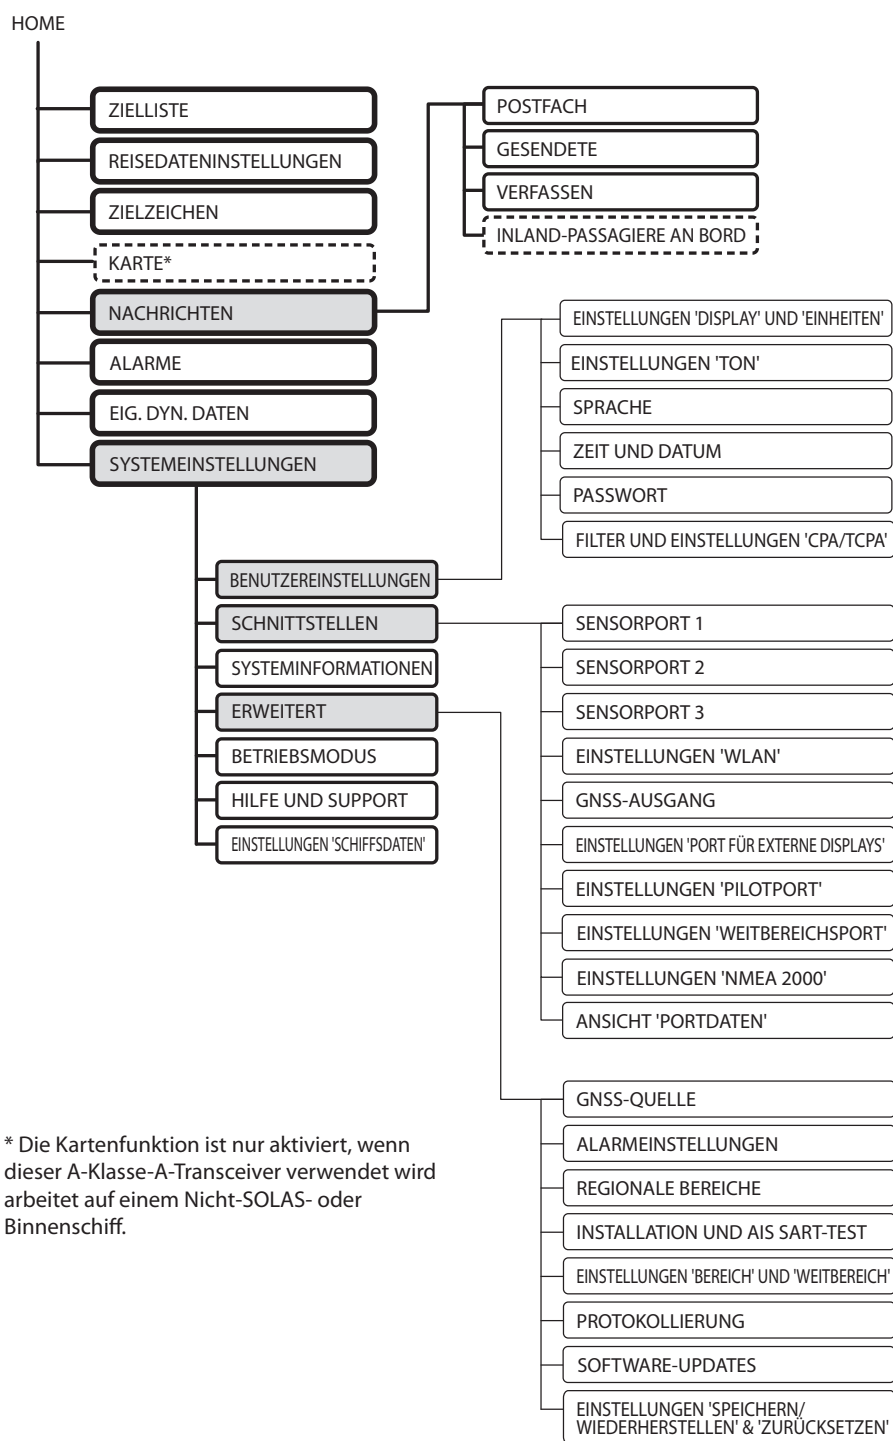 HOME
ZIELLISTE
REISEDATENINSTELLUNGEN
ZIELZEICHEN
KARTE*
NACHRICHTEN
ALARME
EIG. DYN. DATEN
SYSTEMEINSTELLUNGEN
POSTFACH
GESENDETE
VERFASSEN
INLAND-PASSAGIERE AN BORD
BENUTZEREINSTELLUNGEN
SCHNITTSTELLEN
SYSTEMINFORMATIONEN
ERWEITERT
BETRIEBSMODUS
HILFE UND SUPPORT
EINSTELLUNGEN 'SCHIFFSDATEN'
EINSTELLUNGEN 'DISPLAY' UND 'EINHEITEN'
EINSTELLUNGEN 'TON'
SPRACHE
ZEIT UND DATUM
PASSWORT
FILTER UND EINSTELLUNGEN 'CPA/TCPA'
SENSORPORT 1
SENSORPORT 2
SENSORPORT 3
EINSTELLUNGEN 'WLAN'
GNSS-AUSGANG
EINSTELLUNGEN 'PORT FÜR EXTERNE DISPLAYS'
EINSTELLUNGEN 'PILOTPORT'
EINSTELLUNGEN 'WEITBEREICHSPORT'
EINSTELLUNGEN 'NMEA 2000'
ANSICHT 'PORTDATEN'
GNSS-QUELLE
ALARMEINSTELLUNGEN
REGIONALE BEREICHE
INSTALLATION UND AIS SART-TEST
EINSTELLUNGEN 'BEREICH' UND 'WEITBEREICH'
PROTOKOLLIERUNG
SOFTWARE-UPDATES
EINSTELLUNGEN 'SPEICHERN/
WIEDERHERSTELLEN' & 'ZURÜCKSETZEN'
* Die Kartenfunktion ist nur aktiviert, wenn
dieser A-Klasse-A-Transceiver verwendet wird
arbeitet auf einem Nicht-SOLAS- oder
Binnenschiff.